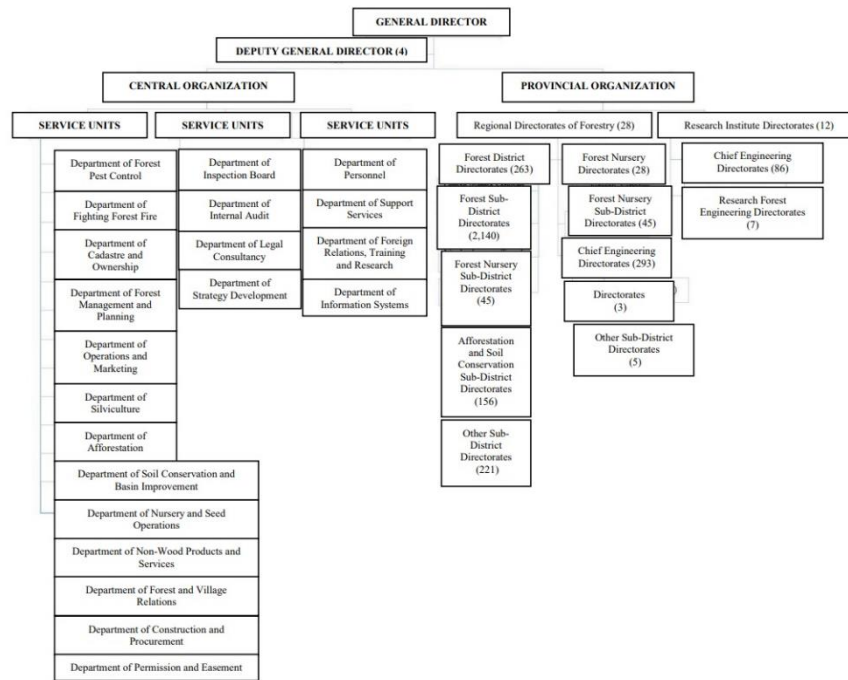 GENERAL DIRECTOR
DEPUTY GENERAL DIRECTOR (4)
CENTRAL ORGANIZATION
PROVINCIAL ORGANIZATION
SERVICE UNITS
SERVICE UNITS
SERVICE UNITS
Regional Directorates of Forestry (28)
Research Institute Directorates (12)
Department of Forest
Pest Control
Department of
Fighting Forest Fire
Department of
Cadastre and
Ownership
Department of Forest
Management and
Planning
Department of
Operations and
Marketing
Department of
Silviculture
Department of
Afforestation
Department of Soil Conservation and
Basin Improvement
Department of Nursery and Seed
Operations
Department of Non-Wood Products and
Services
Department of Forest and Village
Relations
Department of Construction and
Procurement
Department of Permission and Easement
Department of
Inspection Board
Department of
Internal Audit
Department of Legal
Consultancy
Department of
Strategy Development
Department of
Personnel
Department of Support
Services
Department of Foreign
Relations, Training
and Research
Department of
Information Systems
Forest District
Directorates (263)
Forest Sub-
District
Directorates
(2,140)
Forest Nursery
Sub-District
Directorates
(45)
Afforestation
and Soil
Conservation
Sub-District
Directorates
(156)
Other Sub-
District
Directorates
(221)
Forest Nursery
Directorates (28)
Forest Nursery
Sub-District
Directorates (45)
Chief Engineering
Directorates (293)
Directorates
(3)
)
Other Sub-District
Directorates
(5)
Chief Engineering
Directorates (86)
Research Forest
Engineering Directorates
(7)